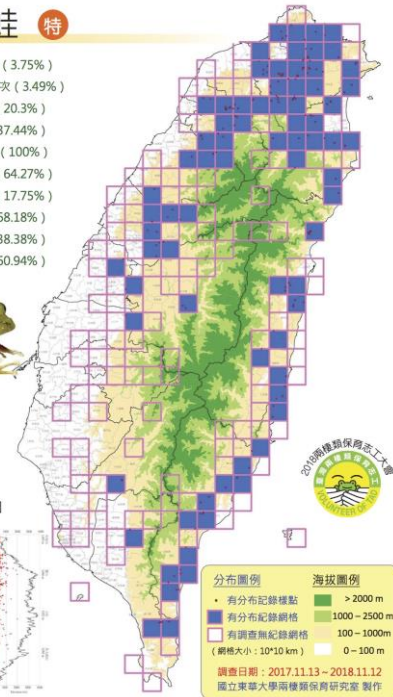 蛙 特
( 3.75% )
次 ( 3.49% )
20.3% )
37.44% )
( 100% )
64.27% )
17.75% )
68.18% )
38.38% )
60.94% )
2018兩棲類保育志工大會
VOLUNTEER OF TAD
分布圖例
• 有分布記錄樣點
有分布紀錄網格
有調查無紀錄網格
( 網格大小：10*10 km )
海拔圖例
> 2000 m
1000 – 2500 m
100 – 1000m
0 – 100 m
調查日期：2017.11.13 ~ 2018.11.12
國立東華大學兩棲類保育研究室 製作